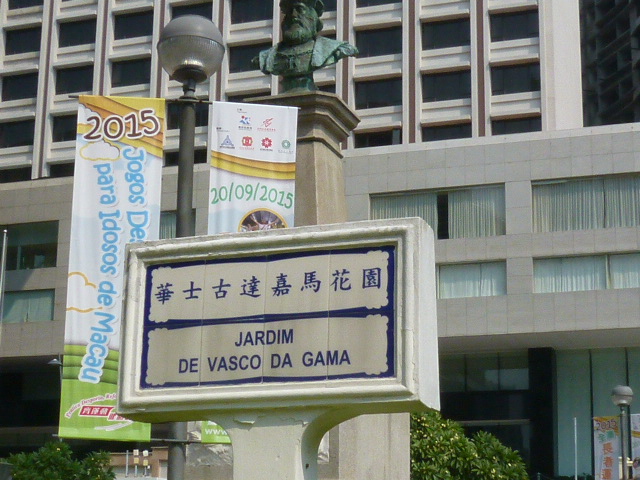 2015
Jogos De
para Idosos de Macau
20/09/2015
華士古達嘉馬花園
JARDIM
DE VASCO DA GAMA